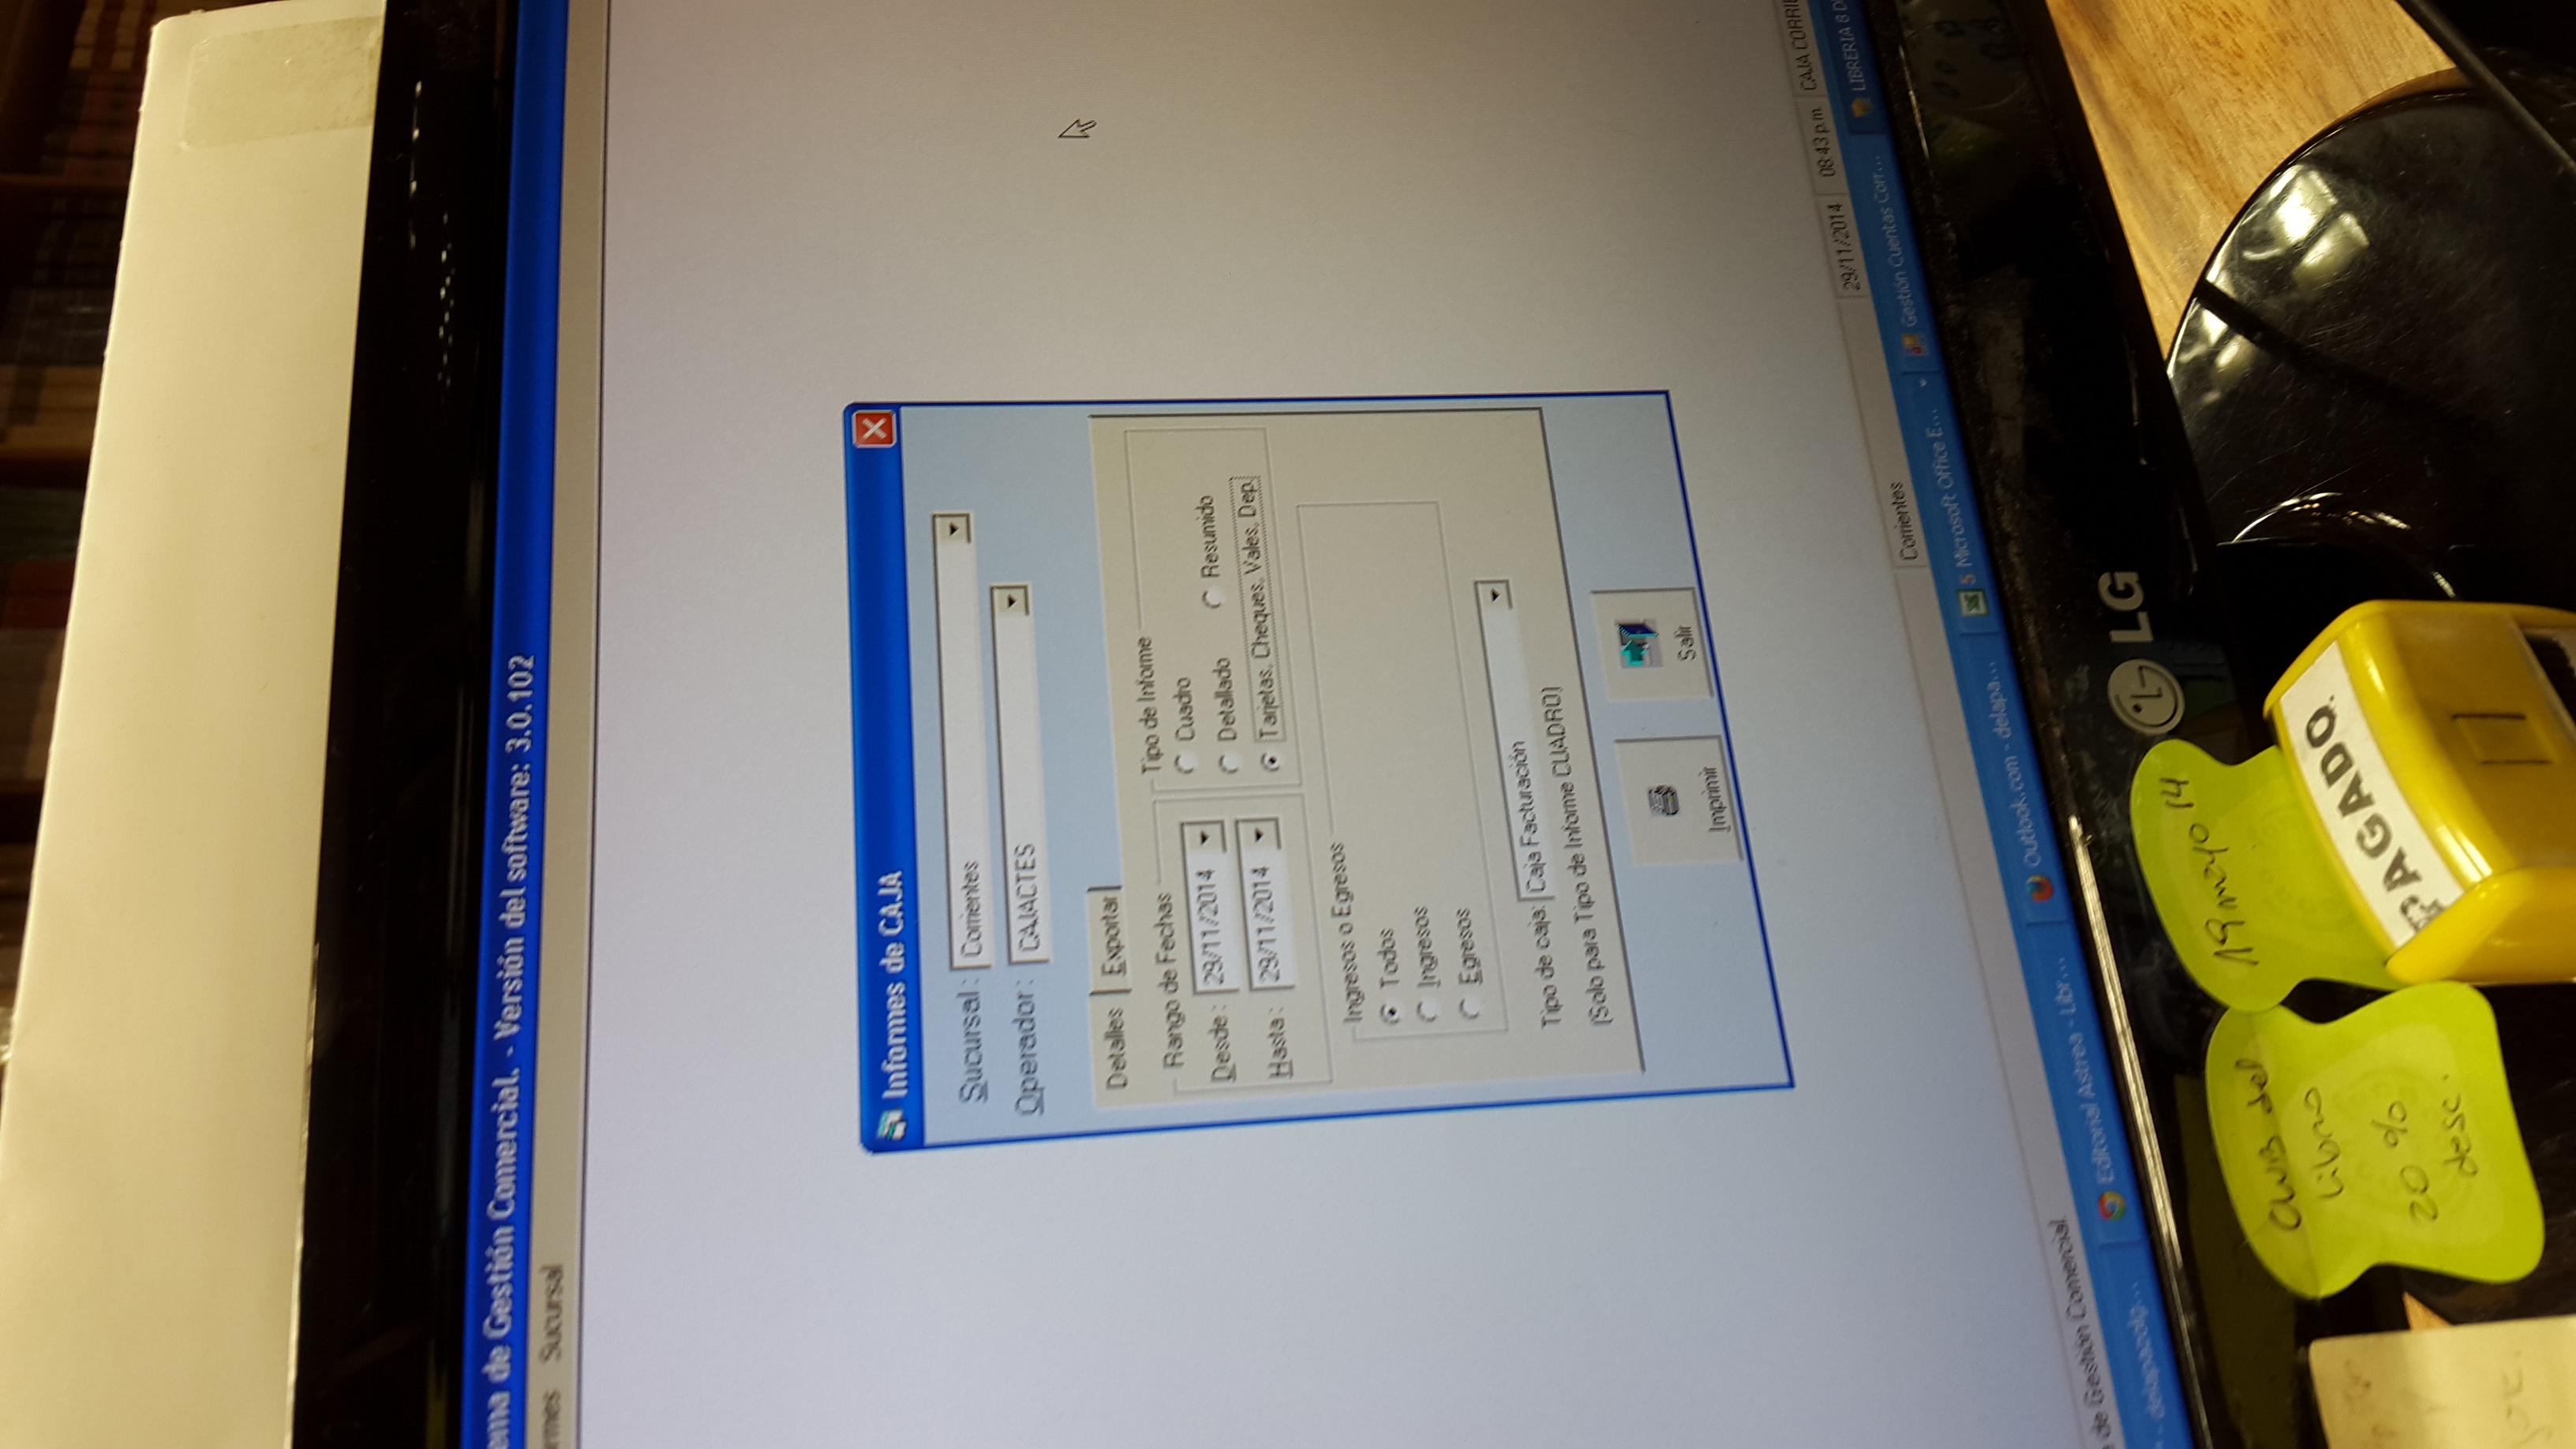 ema de Gestión Comercial. - Versión del software: 3.0.102
rmes Sucursal
Informes de CAJA
Sucursal : Corrientes
Operador : CAJACTES
Detalles Exportar
Rango de Fechas
Desde : 29/11/2014
Hasta : 29/11/2014
Tipo de Informe
Cuadro
Detallado Resumido
Tarjetas, Cheques, Vales, Dep.
Ingresos o Egresos
Todos
Ingresos
Egresos
Tipo de caja: Caja Facturación
(Solo para Tipo de Informe CUADRO)
Imprimir Salir
de Gestión Comercial. Corrientes 29/11/2014 08:43 p.m. CAJA CORRIE
- delapazolg... Editorial Astrea - Libr... Outlook.com - delapa... 5 Microsoft Office E... Gestión Cuentas Corr... LIBRERIA 8 D
LG
19 mayo 14
del
Libro
20 %
desc.
PAGADO.